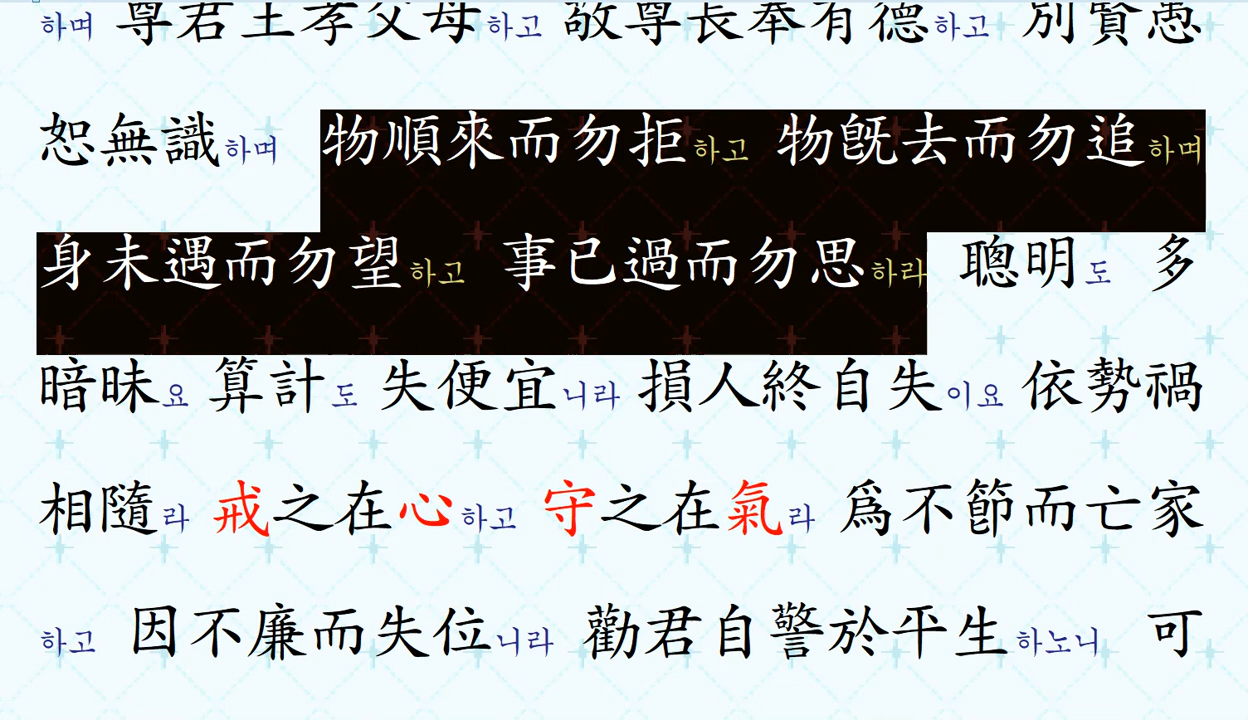 하며 尊君王孝父母하고 敬尊長奉有德하고 別賢愚
恕無識하며 物順來而勿拒하고 物旣去而勿追하며
身未遇而勿望하고 事已過而勿思하라 聰明도 多
暗昧요 算計도 失便宜니라 損人終自失이요 依勢禍
相隨라 戒之在心하고 守之在氣라 爲不節而亡家
하고 因不廉而失位니라 勸君自警於平生하노니 可